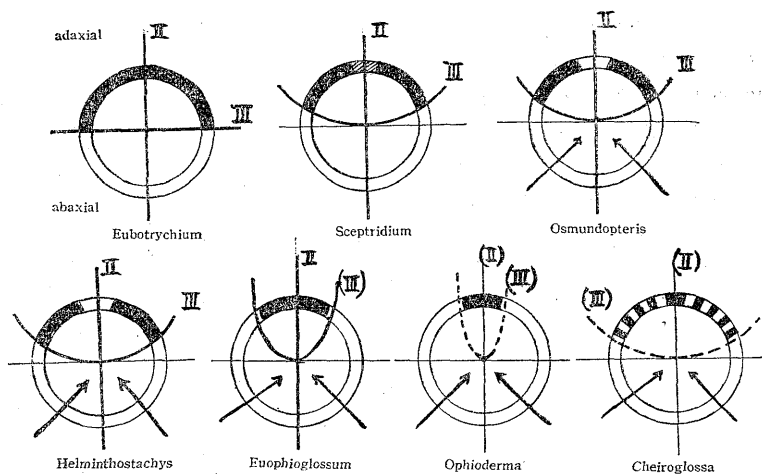 adaxial
II
III
II
III
II
III
abaxial
Eubotrychium
Sceptridium
Osmundopteris
II
III
II
(III)
(II)
(III)
(III)
(II)
Helminthostachys
Euophioglossum
Ophioderma
Cheiroglossa